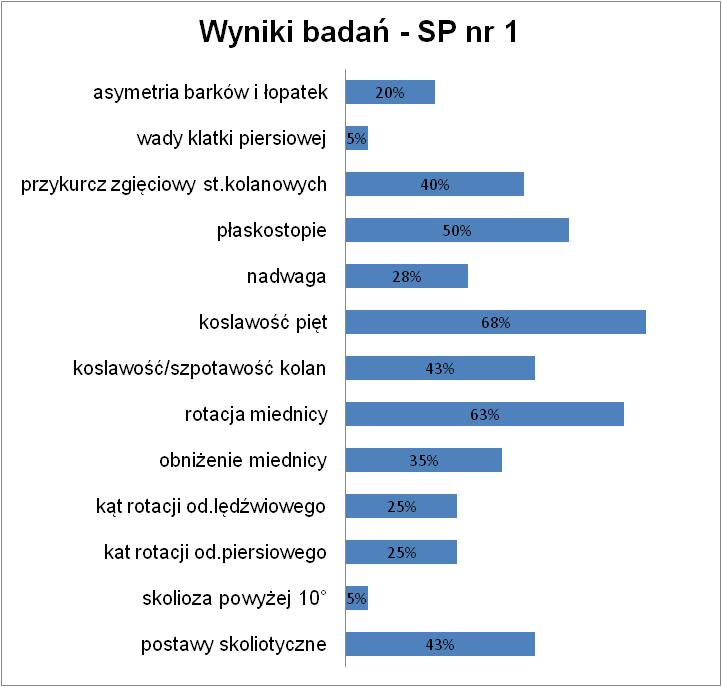 Wyniki badań - SP nr 1
asymetria barków i łopatek 20%
wady klatki piersiowej 5%
przykurcz zgięciowy st.kolanowych 40%
płaskostopie 50%
nadwaga 28%
koslawość pięt 68%
koslawość/szpotawość kolan 43%
rotacja miednicy 63%
obniżenie miednicy 35%
kąt rotacji od.lędźwiowego 25%
kat rotacji od.piersiowego 25%
skolioza powyżej 10° 5%
postawy skoliotyczne 43%